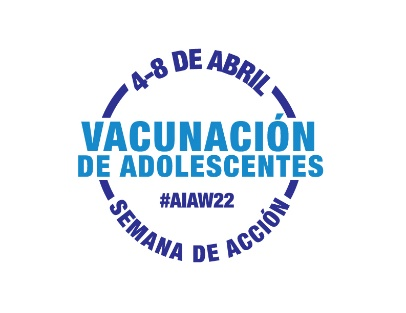 4-8 DE ABRIL
VACUNACIÓN
DE ADOLESCENTES
#AIAW22
SEMANA DE ACCIÓN